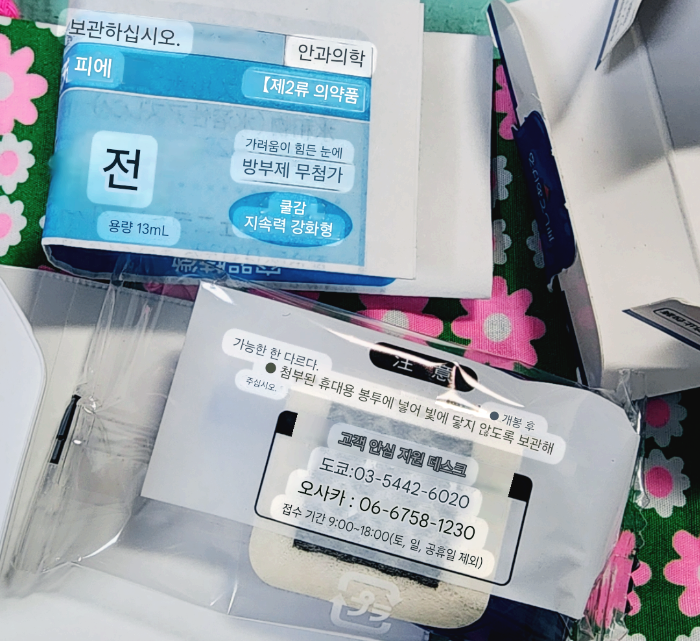 보관하십시오.
안과의학
피에
【제2류 의약품
전
가려움이 힘든 눈에
방부제 무첨가
쿨감
지속력 강화형
용량 13mL
注 意
가능한 한 다르다.
● 개봉 후
● 첨부된 휴대용 봉투에 넣어 빛에 닿지 않도록 보관해
주십시오.
고객 안심 지원 데스크
도쿄:03-5442-6020
오사카 : 06-6758-1230
접수 기간 9:00~18:00(토, 일, 공휴일 제외)